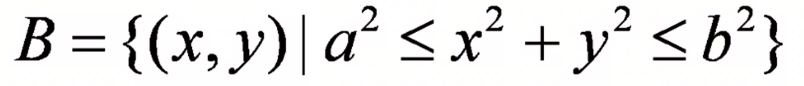 B = {(x, y) | a² ≤ x² + y² ≤ b²}